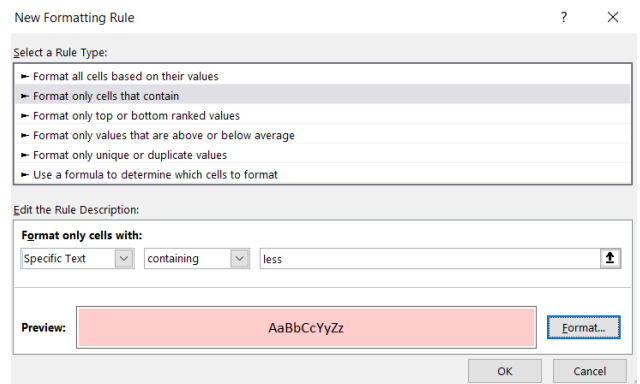 New Formatting Rule ? ×
Select a Rule Type:
► Format all cells based on their values
► Format only cells that contain
► Format only top or bottom ranked values
► Format only values that are above or below average
► Format only unique or duplicate values
► Use a formula to determine which cells to format
Edit the Rule Description:
Format only cells with:
Specific Text containing less
Preview: AaBbCcYyZz Format...
OK Cancel